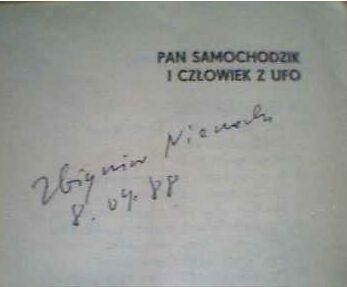 PAN SAMOCHODZIK
I CZŁOWIEK Z UFO
Zbigniew Nienacki
8. 04. 88